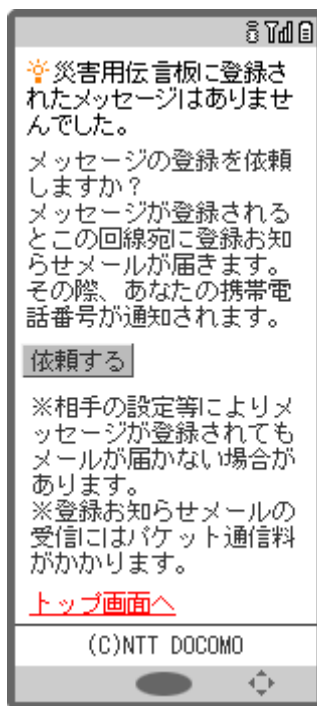 災害用伝言板に登録さ
れたメッセージはありませ
んでした。
メッセージの登録を依頼
しますか？
メッセージが登録される
とこの回線宛に登録お知
らせメールが届きます。
その際、あなたの携帯電
話番号が通知されます。
依頼する
※相手の設定等によりメ
ッセージが登録されても
メールが届かない場合が
あります。
※登録お知らせメールの
受信にはパケット通信料
がかかります。
トップ画面へ
(C)NTT DOCOMO